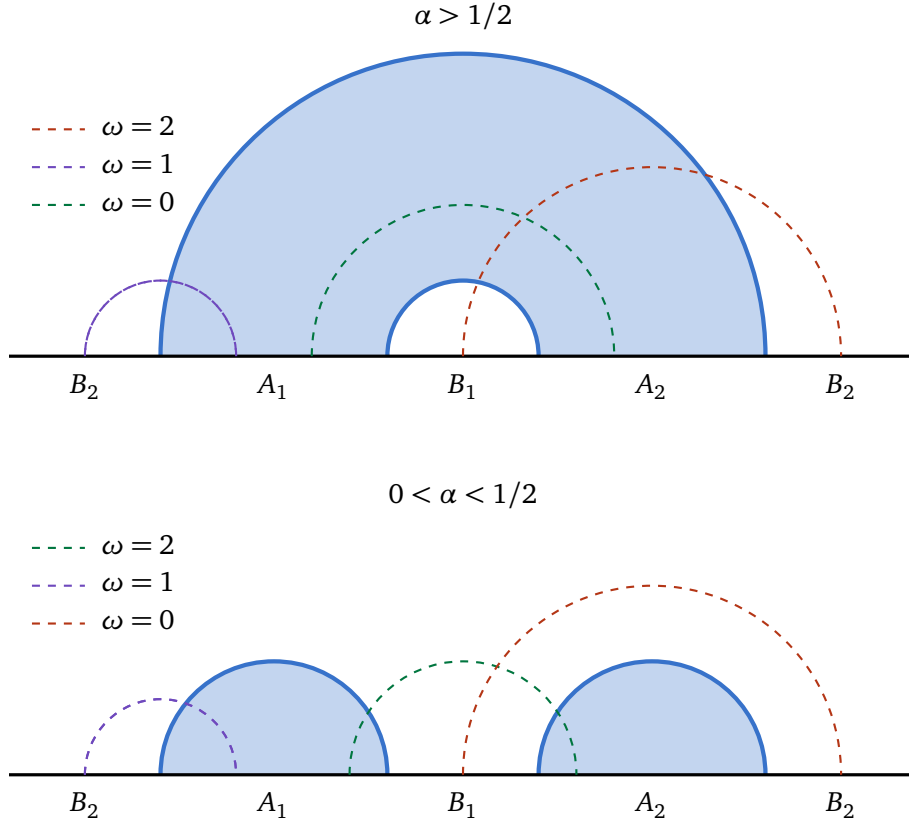 α > 1/2
ω = 2
ω = 1
ω = 0
B₂ A₁ B₁ A₂ B₂
0 < α < 1/2
ω = 2
ω = 1
ω = 0
B₂ A₁ B₁ A₂ B₂